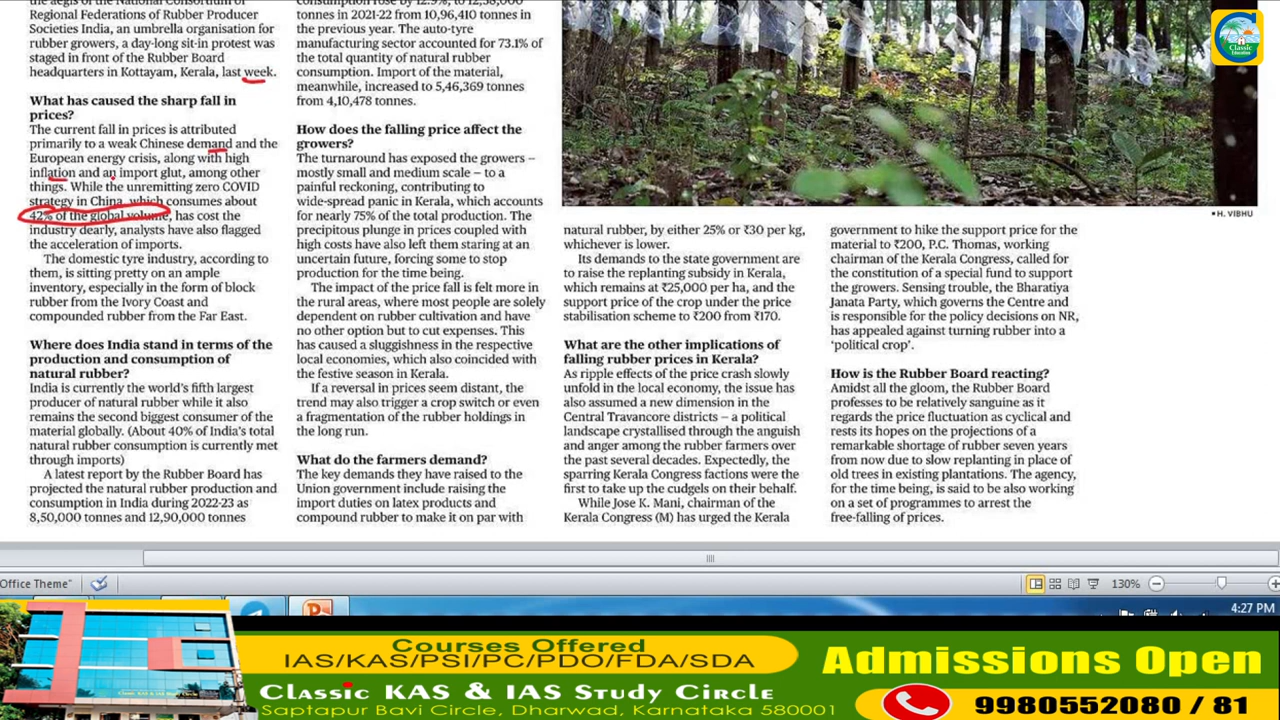 the aegis of the National Consortium of
Regional Federations of Rubber Producer
Societies India, an umbrella organisation for
rubber growers, a day-long sit-in protest was
staged in front of the Rubber Board
headquarters in Kottayam, Kerala, last week.
What has caused the sharp fall in
prices?
The current fall in prices is attributed
primarily to a weak Chinese demand and the
European energy crisis, along with high
inflation and an import glut, among other
things. While the unremitting zero COVID
strategy in China, which consumes about
42% of the global volume, has cost the
industry dearly, analysts have also flagged
the acceleration of imports.
The domestic tyre industry, according to
them, is sitting pretty on an ample
inventory, especially in the form of block
rubber from the Ivory Coast and
compounded rubber from the Far East.
Where does India stand in terms of the
production and consumption of
natural rubber?
India is currently the world's fifth largest
producer of natural rubber while it also
remains the second biggest consumer of the
material globally. (About 40% of India's total
natural rubber consumption is currently met
through imports)
A latest report by the Rubber Board has
projected the natural rubber production and
consumption in India during 2022-23 as
8,50,000 tonnes and 12,90,000 tonnes
consumption rose by 12.9%, to 12,38,000
tonnes in 2021-22 from 10,96,410 tonnes in
the previous year. The auto-tyre
manufacturing sector accounted for 73.1% of
the total quantity of natural rubber
consumption. Import of the material,
meanwhile, increased to 5,46,369 tonnes
from 4,10,478 tonnes.
How does the falling price affect the
growers?
The turnaround has exposed the growers –
mostly small and medium scale – to a
painful reckoning, contributing to
wide-spread panic in Kerala, which accounts
for nearly 75% of the total production. The
precipitous plunge in prices coupled with
high costs have also left them staring at an
uncertain future, forcing some to stop
production for the time being.
The impact of the price fall is felt more in
the rural areas, where most people are solely
dependent on rubber cultivation and have
no other option but to cut expenses. This
has caused a sluggishness in the respective
local economies, which also coincided with
the festive season in Kerala.
If a reversal in prices seem distant, the
trend may also trigger a crop switch or even
a fragmentation of the rubber holdings in
the long run.
What do the farmers demand?
The key demands they have raised to the
Union government include raising the
import duties on latex products and
compound rubber to make it on par with
H. VIBHU
natural rubber, by either 25% or ₹30 per kg,
whichever is lower.
Its demands to the state government are
to raise the replanting subsidy in Kerala,
which remains at ₹25,000 per ha, and the
support price of the crop under the price
stabilisation scheme to ₹200 from ₹170.
What are the other implications of
falling rubber prices in Kerala?
As ripple effects of the price crash slowly
unfold in the local economy, the issue has
also assumed a new dimension in the
Central Travancore districts – a political
landscape crystallised through the anguish
and anger among the rubber farmers over
the past several decades. Expectedly, the
sparring Kerala Congress factions were the
first to take up the cudgels on their behalf.
While Jose K. Mani, chairman of the
Kerala Congress (M) has urged the Kerala
government to hike the support price for the
material to ₹200, P.C. Thomas, working
chairman of the Kerala Congress, called for
the constitution of a special fund to support
the growers. Sensing trouble, the Bharatiya
Janata Party, which governs the Centre and
is responsible for the policy decisions on NR,
has appealed against turning rubber into a
'political crop'.
How is the Rubber Board reacting?
Amidst all the gloom, the Rubber Board
professes to be relatively sanguine as it
regards the price fluctuation as cyclical and
rests its hopes on the projections of a
remarkable shortage of rubber seven years
from now due to slow replanting in place of
old trees in existing plantations. The agency,
for the time being, is said to be also working
on a set of programmes to arrest the
free-falling of prices.
Classic
Education
Office Theme"
130%
4:27 PM
Courses Offered
IAS/KAS/PSI/PC/PDO/FDA/SDA
Classic KAS & IAS Study Circle
Saptapur Bavi Circle, Dharwad, Karnataka 580001
Admissions Open
9980552080 / 81